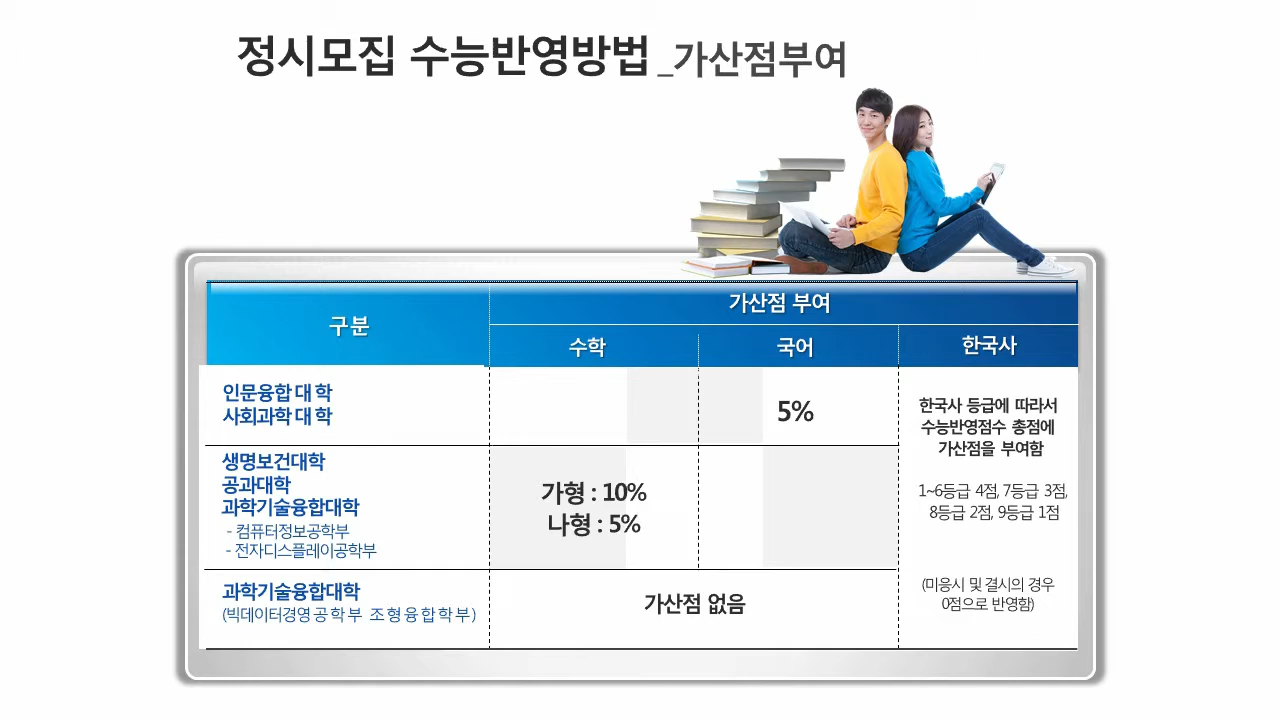 정시모집 수능반영방법 _가산점부여
구분
가산점 부여
수학
국어
한국사
인문융합대학
사회과학대학
5%
생명보건대학
공과대학
과학기술융합대학
- 컴퓨터정보공학부
- 전자디스플레이공학부
가형 : 10%
나형 : 5%
과학기술융합대학
(빅데이터경영공학부 조형융합학부)
가산점 없음
한국사 등급에 따라서
수능반영점수 총점에
가산점을 부여함
1~6등급 4점, 7등급 3점,
8등급 2점, 9등급 1점
(미응시 및 결시의 경우
0점으로 반영함)